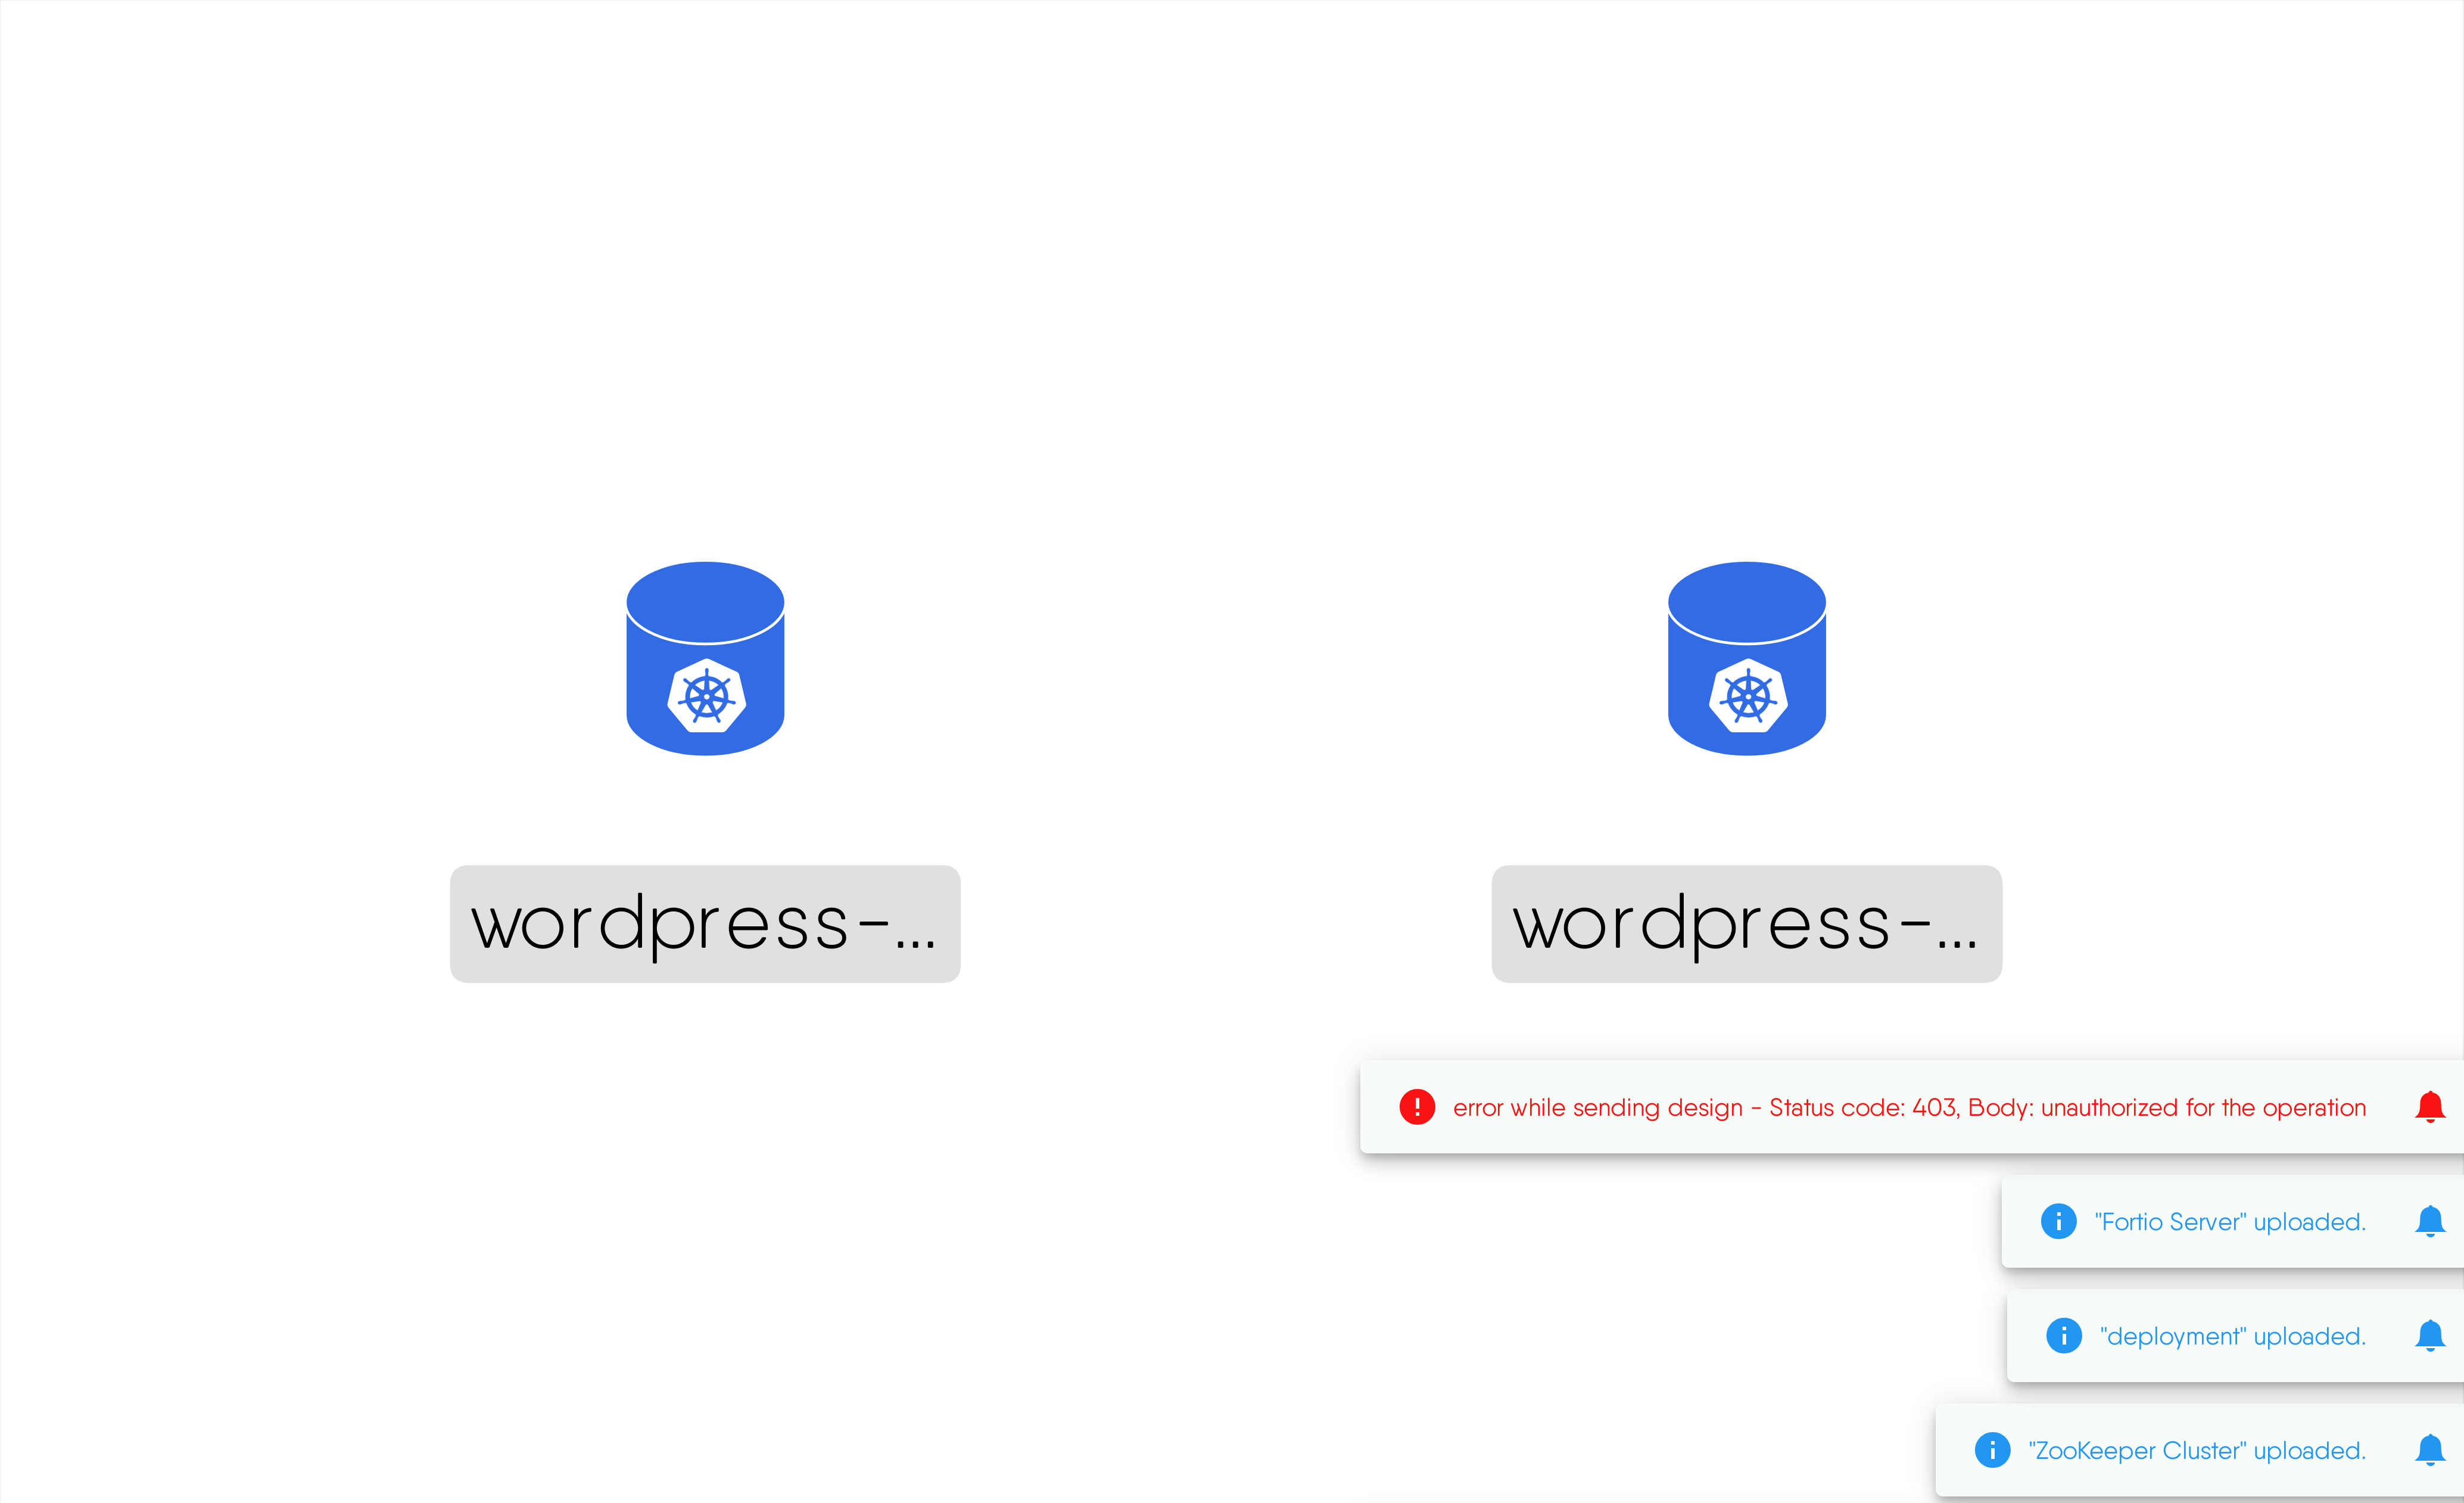 wordpress-...
wordpress-...
error while sending design - Status code: 403, Body: unauthorized for the operation
"Fortio Server" uploaded.
"deployment" uploaded.
"ZooKeeper Cluster" uploaded.